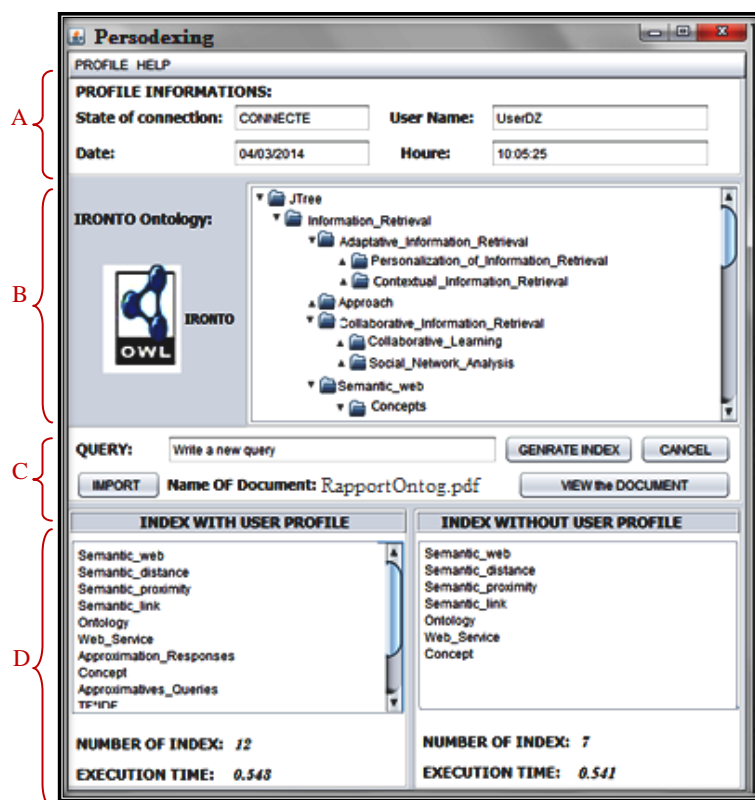 Persodexing
PROFILE HELP
A
PROFILE INFORMATIONS:
State of connection: CONNECTE User Name: UserDZ
Date: 04/03/2014 Houre: 10:05:25
B
IRONTO Ontology:
OWL
IRONTO
JTree
Information_Retrieval
Adaptative_Information_Retrieval
Personalization_of_Information_Retrieval
Contextual_Information_Retrieval
Approach
Collaborative_Information_Retrieval
Collaborative_Learning
Social_Network_Analysis
Semantic_web
Concepts
C
QUERY: Write a new query GENRATE INDEX CANCEL
IMPORT Name OF Document: RapportOntog.pdf VIEW the DOCUMENT
D
INDEX WITH USER PROFILE
Semantic_web
Semantic_distance
Semantic_proximity
Semantic_link
Ontology
Web_Service
Approximation_Responses
Concept
Approximatives_Queries
TF*IDF
NUMBER OF INDEX: 12
EXECUTION TIME: 0.548
INDEX WITHOUT USER PROFILE
Semantic_web
Semantic_distance
Semantic_proximity
Semantic_link
Ontology
Web_Service
Concept
NUMBER OF INDEX: 7
EXECUTION TIME: 0.541